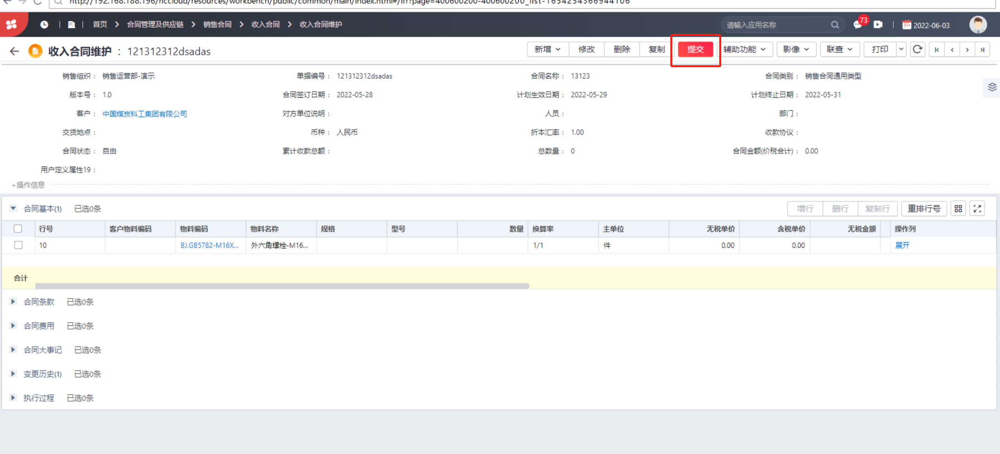 http://192.168.188.196/nccloud/resources/workbench/public/common/main/index.html#/ifr?page=400600200-400600200_list-1654254366944106
首页 > 合同管理及供应链 > 销售合同 > 收入合同 > 收入合同维护 请输入应用名称 73 2022-06-03
收入合同维护 : 121312312dsadas 新增 修改 删除 复制 提交 辅助功能 影像 联查 打印
销售组织 : 销售运营部-演示 单据编号 : 121312312dsadas 合同名称 : 13123 合同类别 : 销售合同通用类型
版本号 : 1.0 合同签订日期 : 2022-05-28 计划生效日期 : 2022-05-29 计划终止日期 : 2022-05-31
客户 : 中国煤炭科工集团有限公司 对方单位说明 : 人员 : 部门 :
交货地点 : 币种 : 人民币 折本汇率 : 1.00 收款协议 :
合同状态 : 自由 累计收款总额 : 总数量 : 0 合同金额(价税合计) : 0.00
用户定义属性19 :
+操作信息
合同基本(1) 已选0条 增行 删行 复制行 重排行号
行号 客户物料编码 物料编码 物料名称 规格 型号 数量 换算率 主单位 无税单价 含税单价 无税金额 操作列
10 BJ.GB5782-M16X... 外六角螺栓-M16... 1/1 件 0.00 0.00 展开
合计
合同条款 已选0条
合同费用 已选0条
合同大事记 已选0条
变更历史(1) 已选0条
执行过程 已选0条